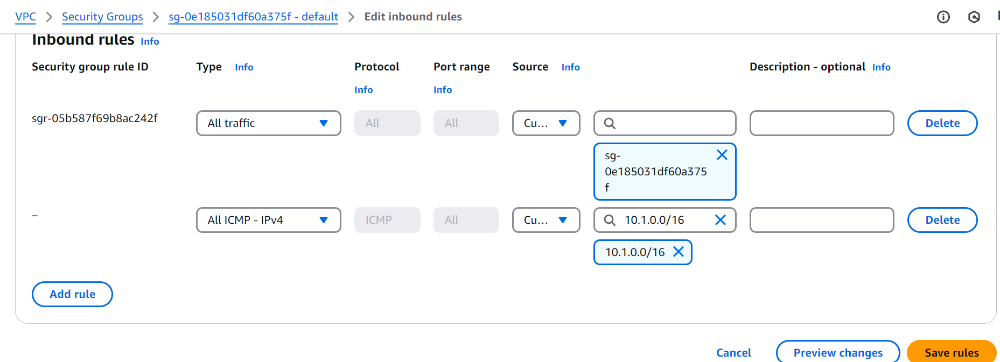 VPC > Security Groups > sg-0e185031df60a375f - default > Edit inbound rules
Inbound rules Info
Security group rule ID Type Info Protocol Info Port range Info Source Info Description - optional Info
sgr-05b587f69b8ac242f All traffic All All Cu... Delete
sg-
0e185031df60a375
f
– All ICMP - IPv4 ICMP All Cu... 10.1.0.0/16 Delete
10.1.0.0/16
Add rule
Cancel Preview changes Save rules